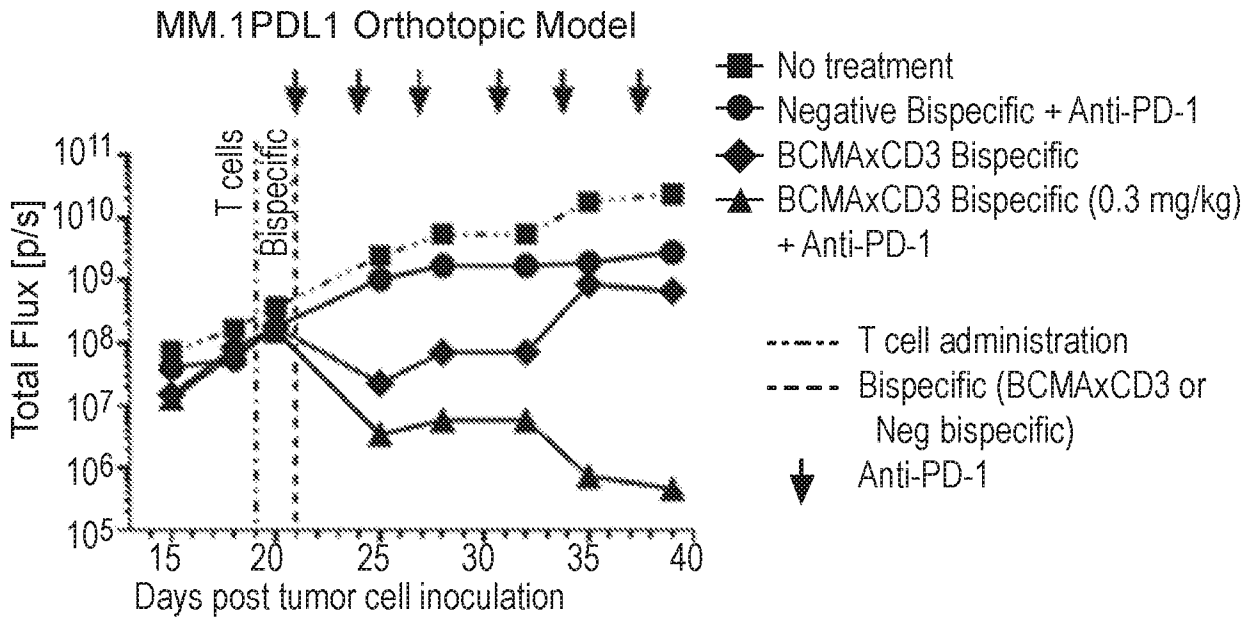 MM.1PDL1 Orthotopic Model
No treatment
Negative Bispecific + Anti-PD-1
BCMAxCD3 Bispecific
BCMAxCD3 Bispecific (0.3 mg/kg)
+ Anti-PD-1
T cells
Bispecific
Total Flux [p/s]
10¹¹
10¹⁰
10⁹
10⁸
10⁷
10⁶
10⁵
15 20 25 30 35 40
Days post tumor cell inoculation
T cell administration
Bispecific (BCMAxCD3 or
Neg bispecific)
Anti-PD-1